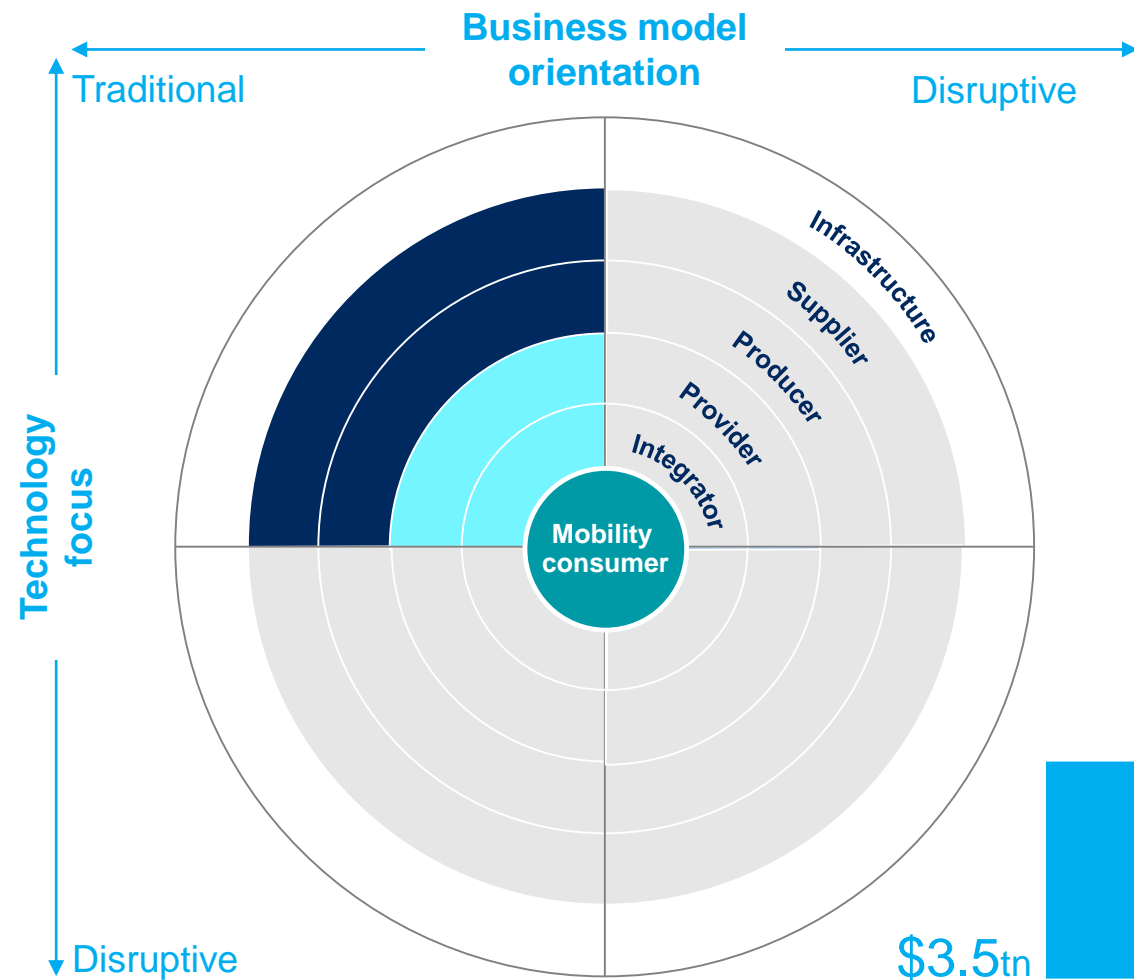 Business model
orientation
Traditional
Disruptive
Technology
focus
Infrastructure
Supplier
Producer
Provider
Integrator
Mobility
consumer
Disruptive
$3.5tn